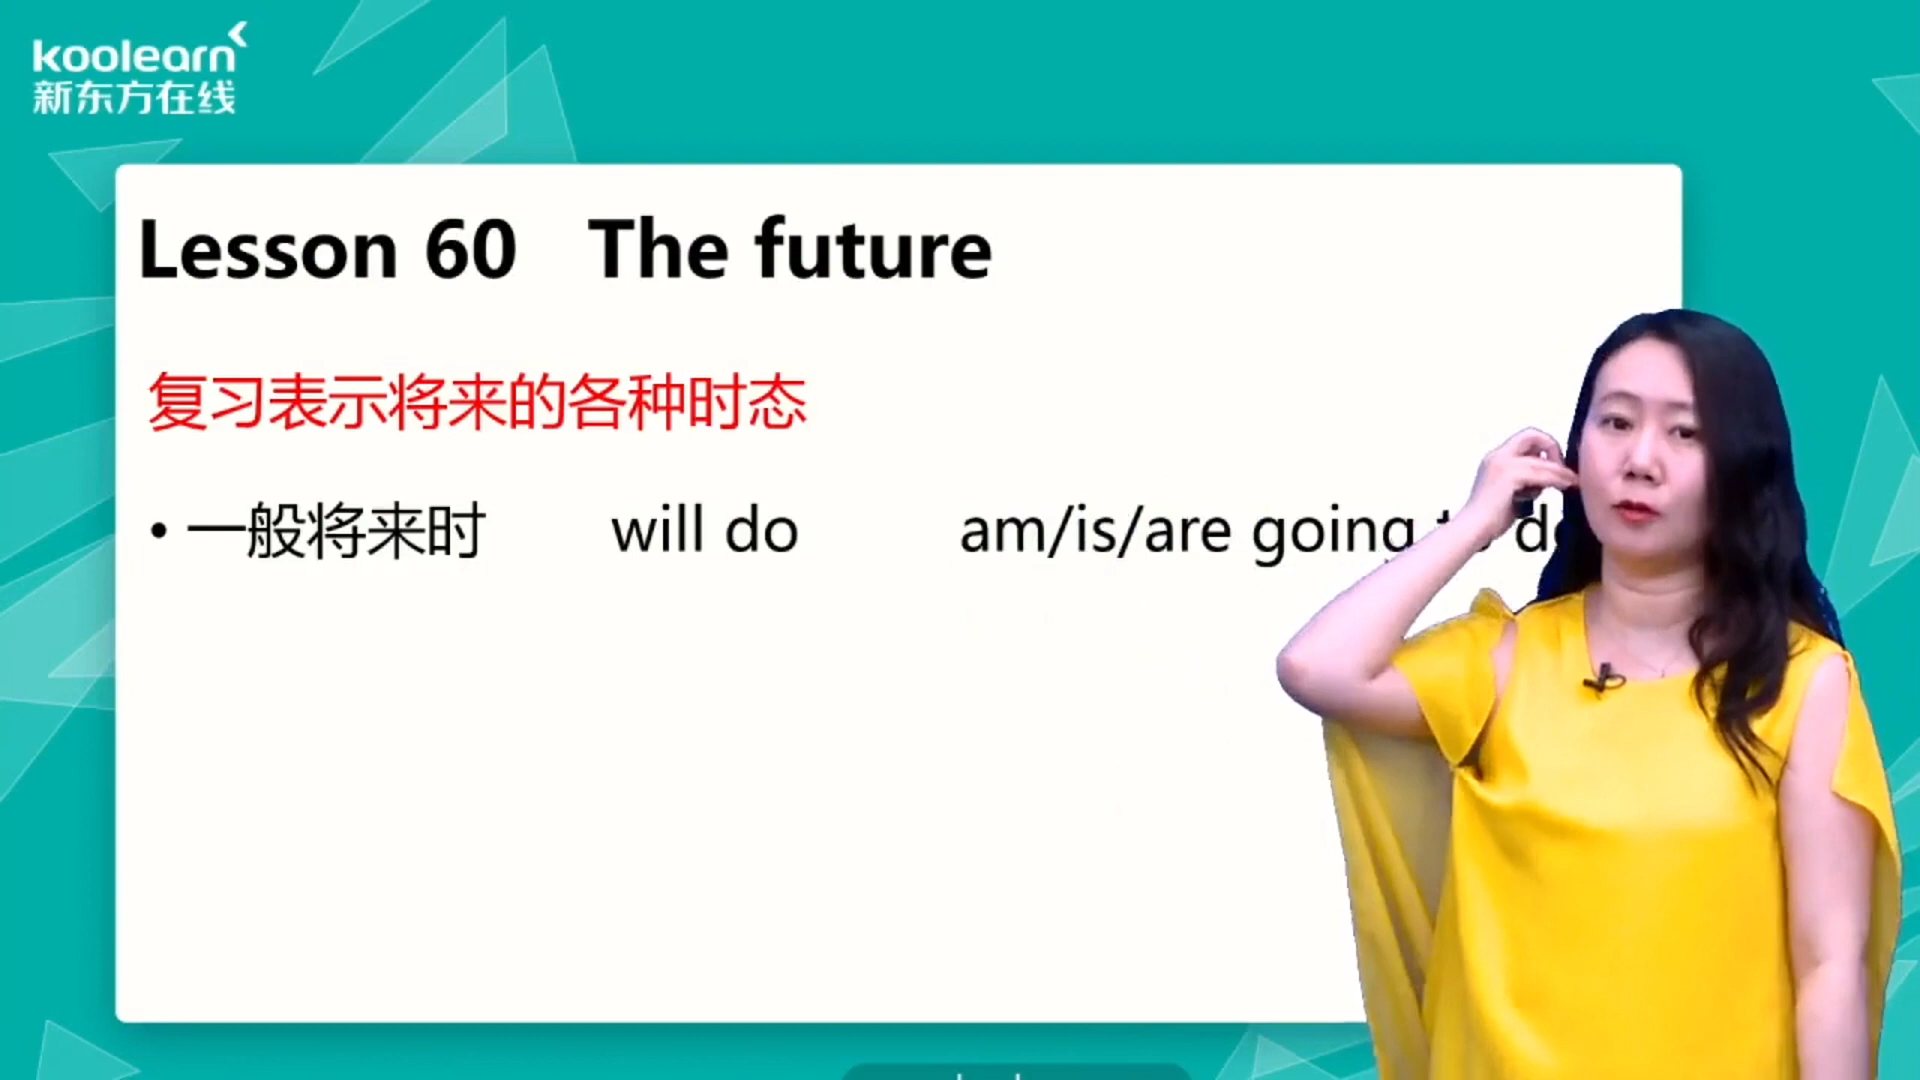 koolearn
新东方在线
Lesson 60 The future
复习表示将来的各种时态
• 一般将来时 will do am/is/are going